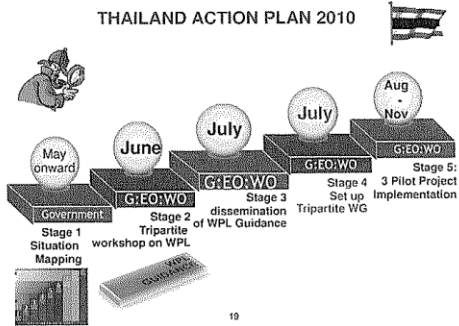 THAILAND ACTION PLAN 2010
May
onward
Government
Stage 1
Situation
Mapping
June
G:EO:WO
Stage 2
Tripartite
workshop on WPL
July
G:EO:WO
Stage 3
dissemination
of WPL Guidance
July
G:EO:WO
Stage 4
Set up
Tripartite WG
Aug
-
Nov
G:EO:WO
Stage 5:
3 Pilot Project
Implementation
WPL
GUIDANCE
19